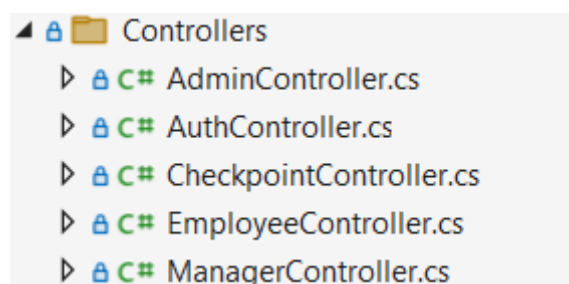 Controllers
C# AdminController.cs
C# AuthController.cs
C# CheckpointController.cs
C# EmployeeController.cs
C# ManagerController.cs